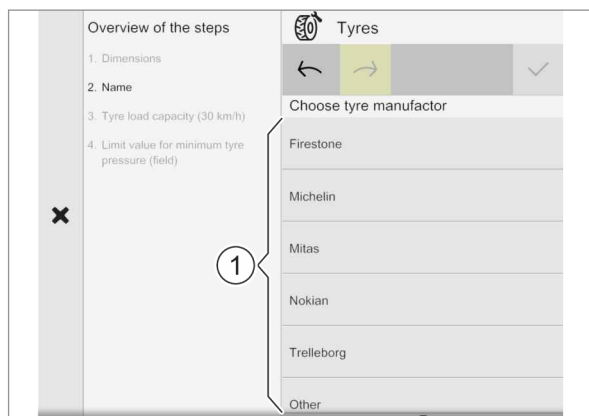 Overview of the steps
1. Dimensions
2. Name
3. Tyre load capacity (30 km/h)
4. Limit value for minimum tyre
pressure (field)
Tyres
Choose tyre manufactor
Firestone
Michelin
Mitas
Nokian
Trelleborg
Other
1